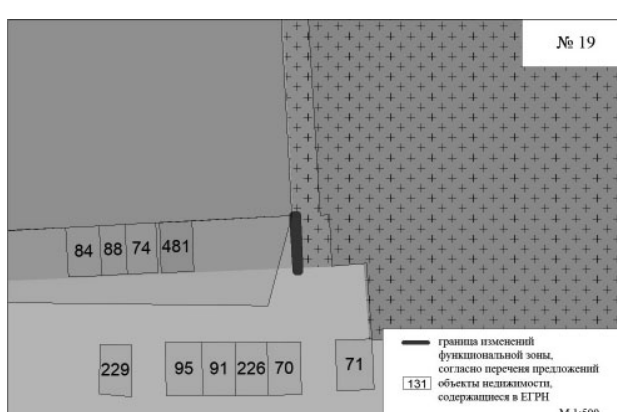 № 19
84 88 74 481
229 95 91 226 70 71
граница изменений
функциональной зоны,
согласно перечня предложений
131 объекты недвижимости,
содержащиеся в ЕГРН